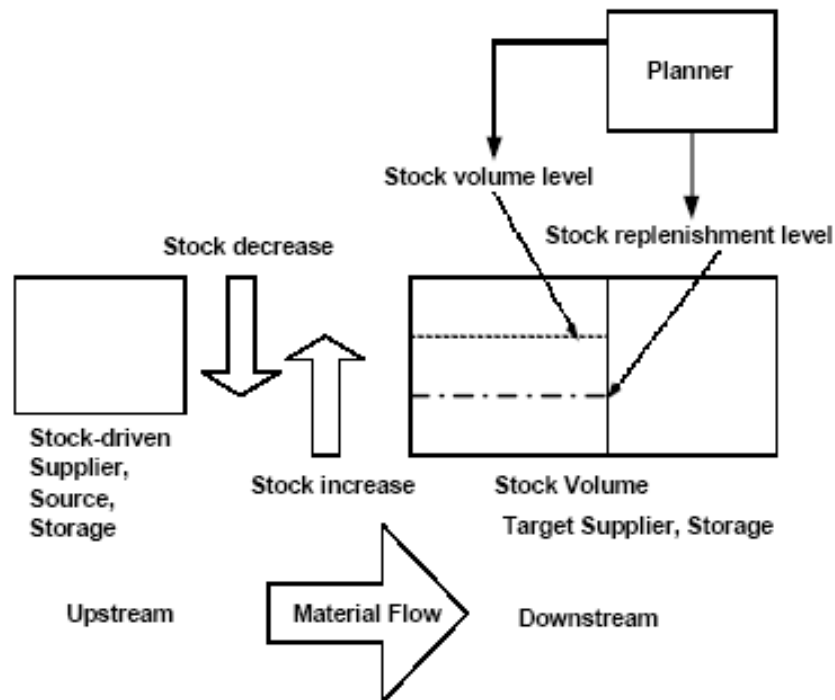 Planner
Stock volume level
Stock replenishment level
Stock decrease
Stock-driven
Supplier,
Source,
Storage
Stock increase
Stock Volume
Target Supplier, Storage
Upstream
Material Flow
Downstream